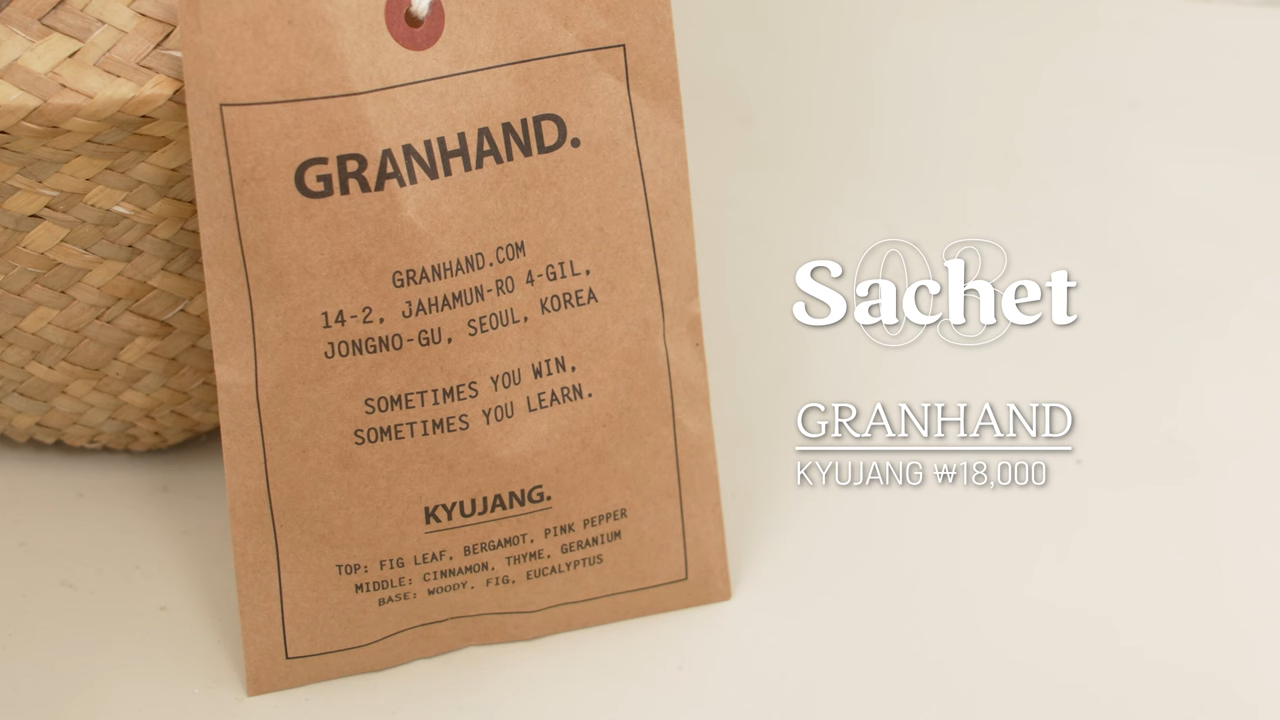 GRANHAND.
GRANHAND.COM
14-2, JAHAMUN-RO 4-GIL,
JONGNO-GU, SEOUL, KOREA
SOMETIMES YOU WIN,
SOMETIMES YOU LEARN.
KYUJANG.
TOP: FIG LEAF, BERGAMOT, PINK PEPPER
MIDDLE: CINNAMON, THYME, GERANIUM
BASE: WOODY, FIG, EUCALYPTUS
03
Sachet
GRANHAND
KYUJANG ₩18,000